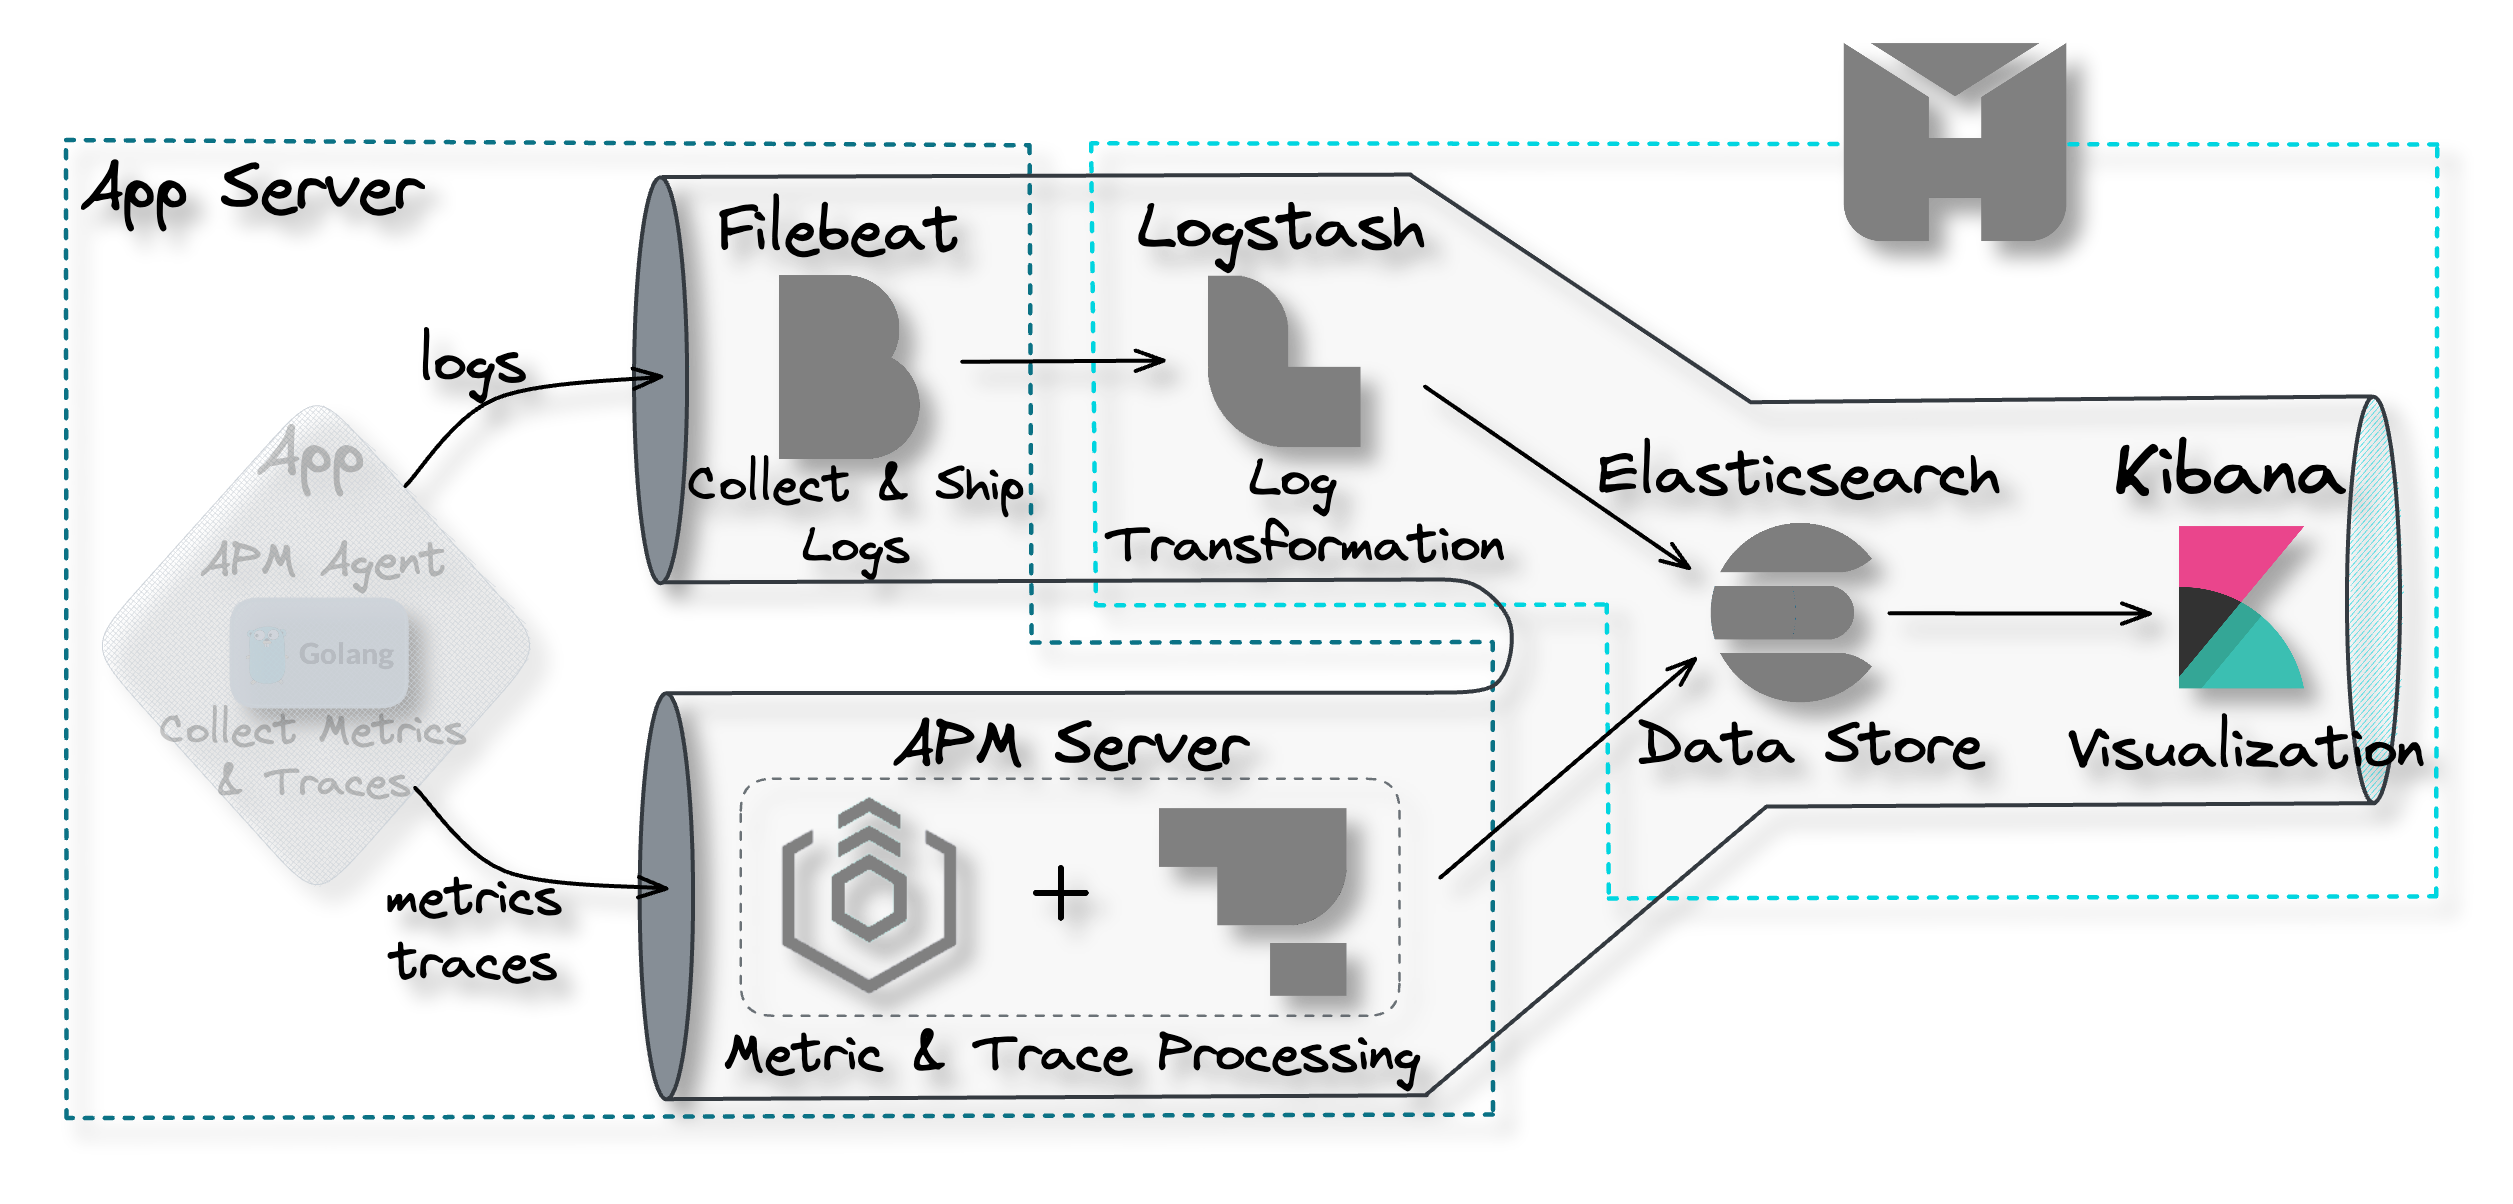 App Server
Filebeat
Logstash
logs
App
Collect & Ship
Logs
Log
Transformation
Elasticsearch
Kibana
APM Agent
Golang
Collect Metrics
& Traces
APM Server
Data Store
Visualization
metrics
traces
+
Metric & Trace Processing